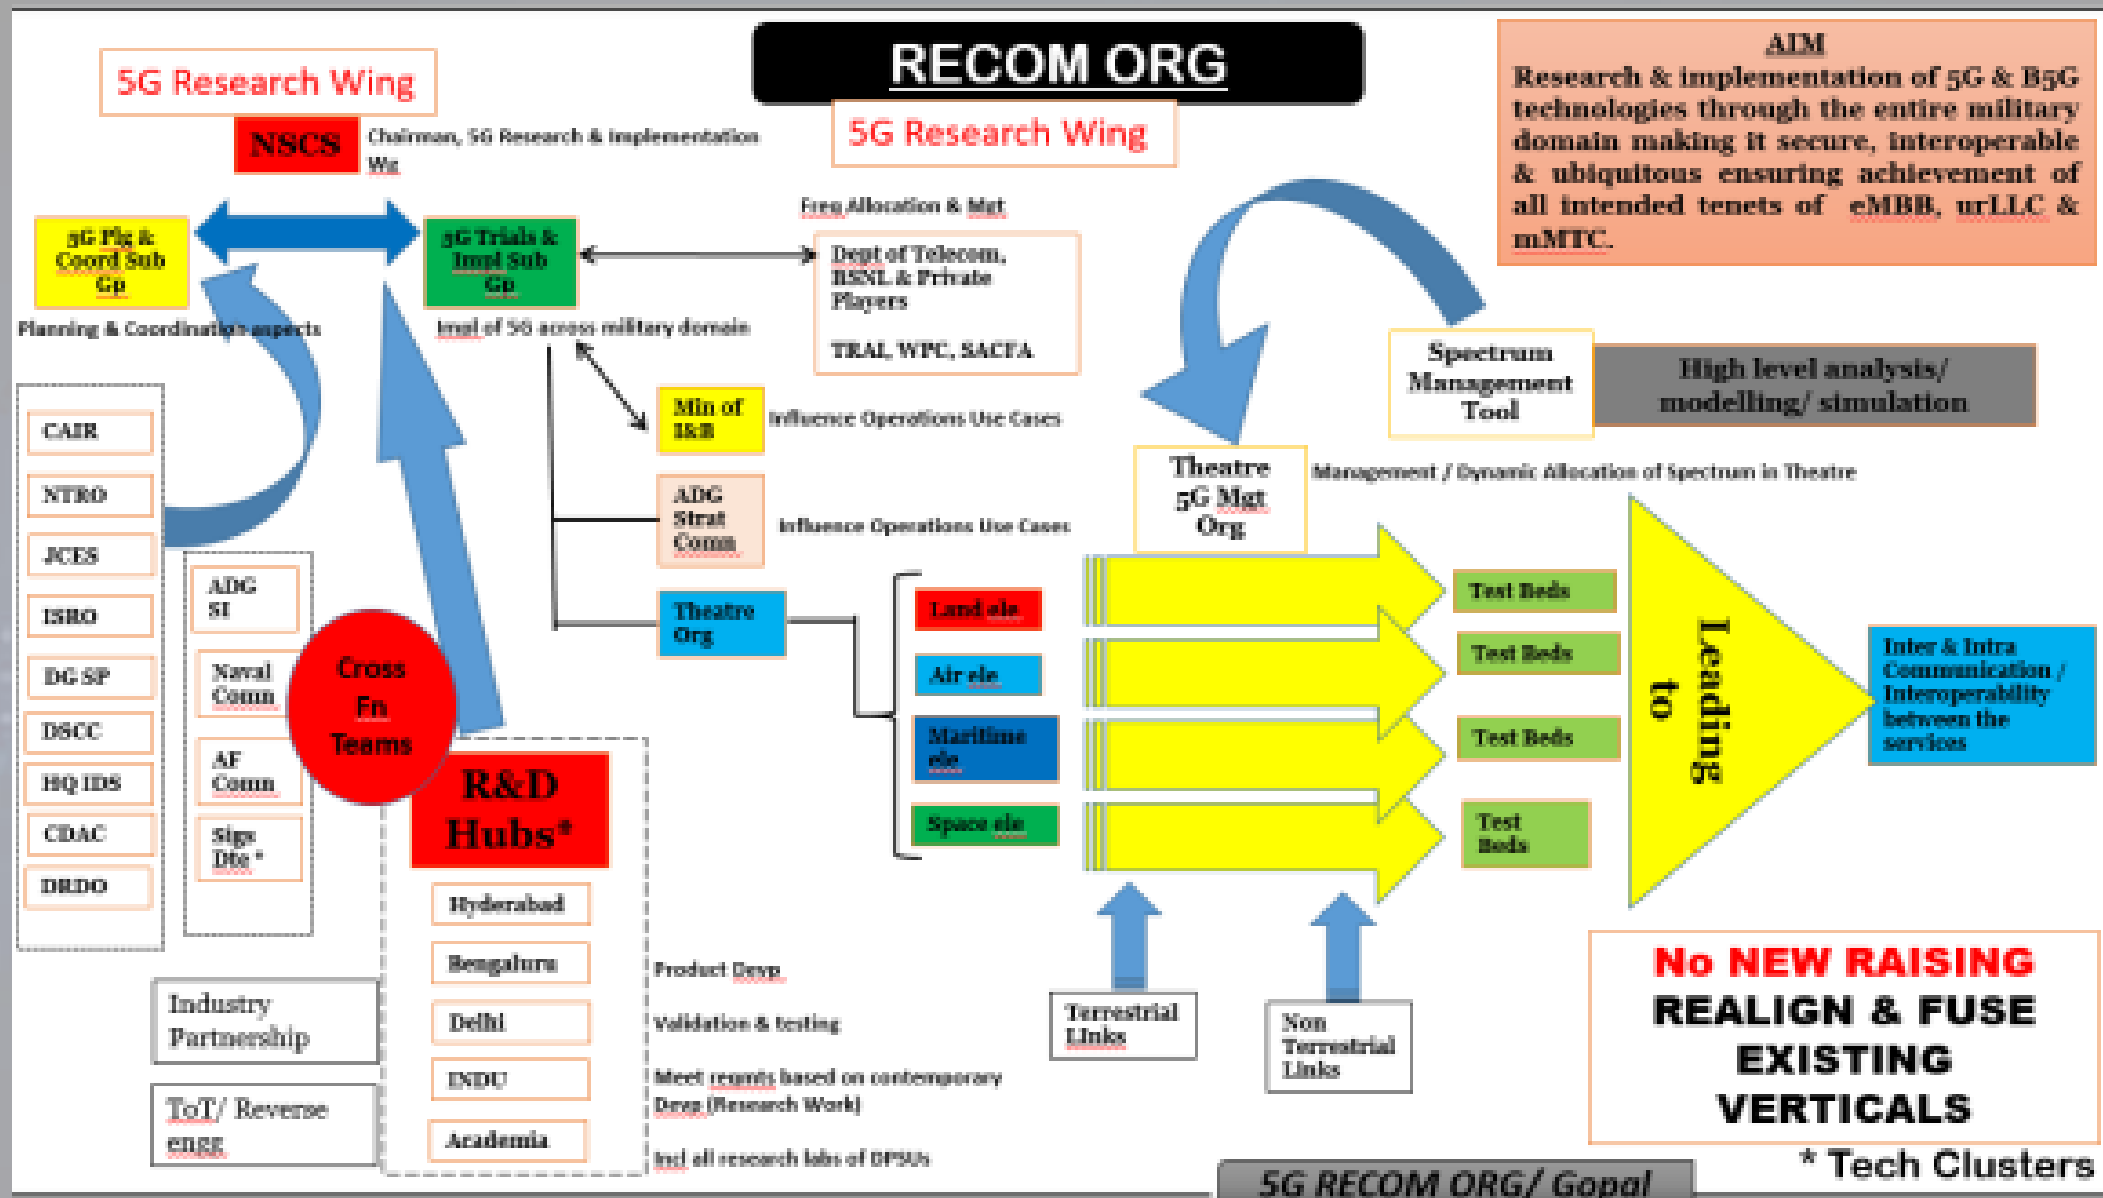 RECOM ORG
5G Research Wing
5G Research Wing
AIM
Research & implementation of 5G & B5G
technologies through the entire military
domain making it secure, interoperable
& ubiquitous ensuring achievement of
all intended tenets of eMBB, urLLC &
mMTC.
NSCS
Chairman, 5G Research & Implementation
Wg
5G Plg &
Coord Sub
Gp
Planning & Coordination aspects
5G Trials &
Impl Sub
Gp
Impl of 5G across military domain
Freq Allocation & Mgt
Dept of Telecom,
BSNL & Private
Players
TRAI, WPC, SACFA
Min of
I&B
Influence Operations Use Cases
ADG
Strat
Comn
Influence Operations Use Cases
Theatre
Org
Spectrum
Management
Tool
High level analysis/
modelling/ simulation
Theatre
5G Mgt
Org
Management / Dynamic Allocation of Spectrum in Theatre
CAIR
NTRO
JCES
ISRO
DG SP
DSCC
HQ IDS
CDAC
DRDO
ADG
SI
Naval
Comn
AF
Comn
Sigs
Dte *
Cross
Fn
Teams
R&D
Hubs*
Hyderabad
Bengaluru
Delhi
INDU
Academia
Industry
Partnership
ToT/ Reverse
engg
Product Devp
Validation & testing
Meet reqmts based on contemporary
Devp (Research Work)
Incl all research labs of DPSUs
Land ele
Air ele
Maritime
ele
Space ele
Test Beds
Test Beds
Test Beds
Test
Beds
Leading
to
Inter & Intra
Communication /
Interoperability
between the
services
Terrestrial
LInks
Non
Terrestrial
Links
No NEW RAISING
REALIGN & FUSE
EXISTING
VERTICALS
* Tech Clusters
5G RECOM ORG/ Gopal